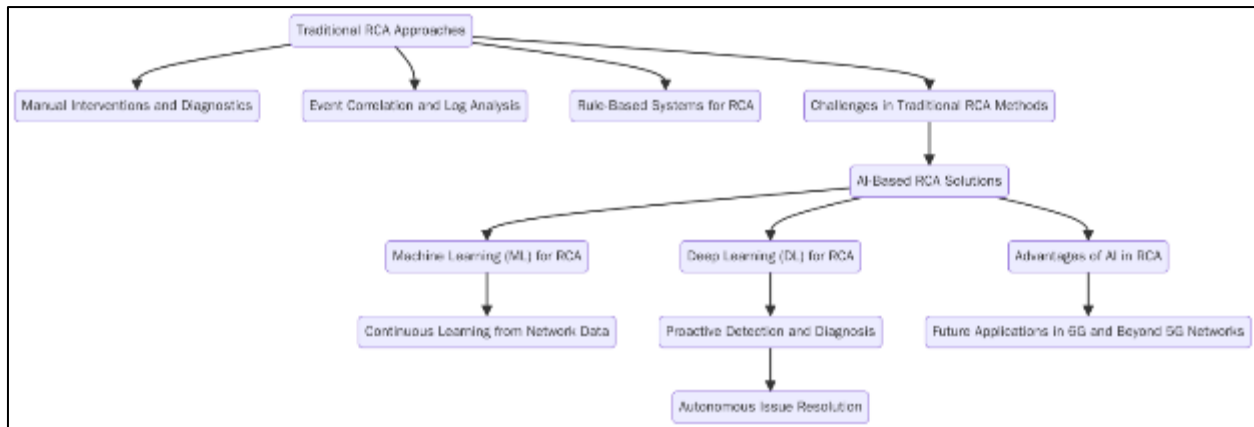 Traditional RCA Approaches
Manual Interventions and Diagnostics
Event Correlation and Log Analysis
Rule-Based Systems for RCA
Challenges in Traditional RCA Methods
AI-Based RCA Solutions
Machine Learning (ML) for RCA
Deep Learning (DL) for RCA
Advantages of AI in RCA
Continuous Learning from Network Data
Proactive Detection and Diagnosis
Future Applications in 6G and Beyond 5G Networks
Autonomous Issue Resolution